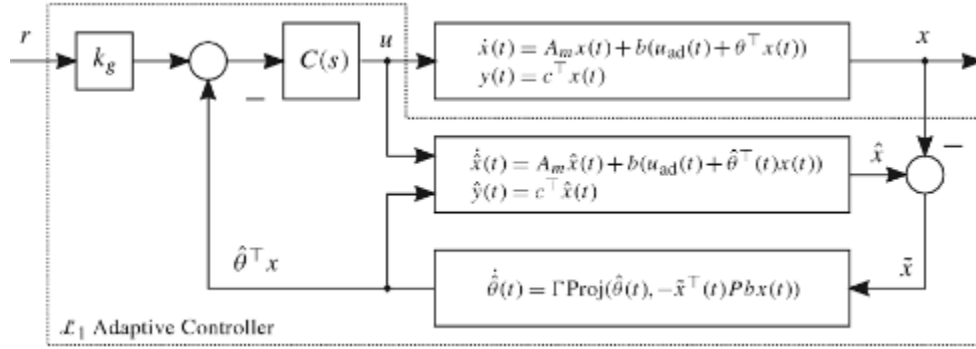 r
k_g
−
C(s)
u
ẋ(t) = A_m x(t) + b(u_ad(t) + θ^⊤ x(t))
y(t) = c^⊤ x(t)
x
−
x̂̇(t) = A_m x̂(t) + b(u_ad(t) + θ̂^⊤(t)x(t))
ŷ(t) = c^⊤ x̂(t)
x̂
θ̂^⊤ x
θ̂̇(t) = ΓProj(θ̂(t), −x̃^⊤(t)Pbx(t))
x̃
ℒ₁ Adaptive Controller